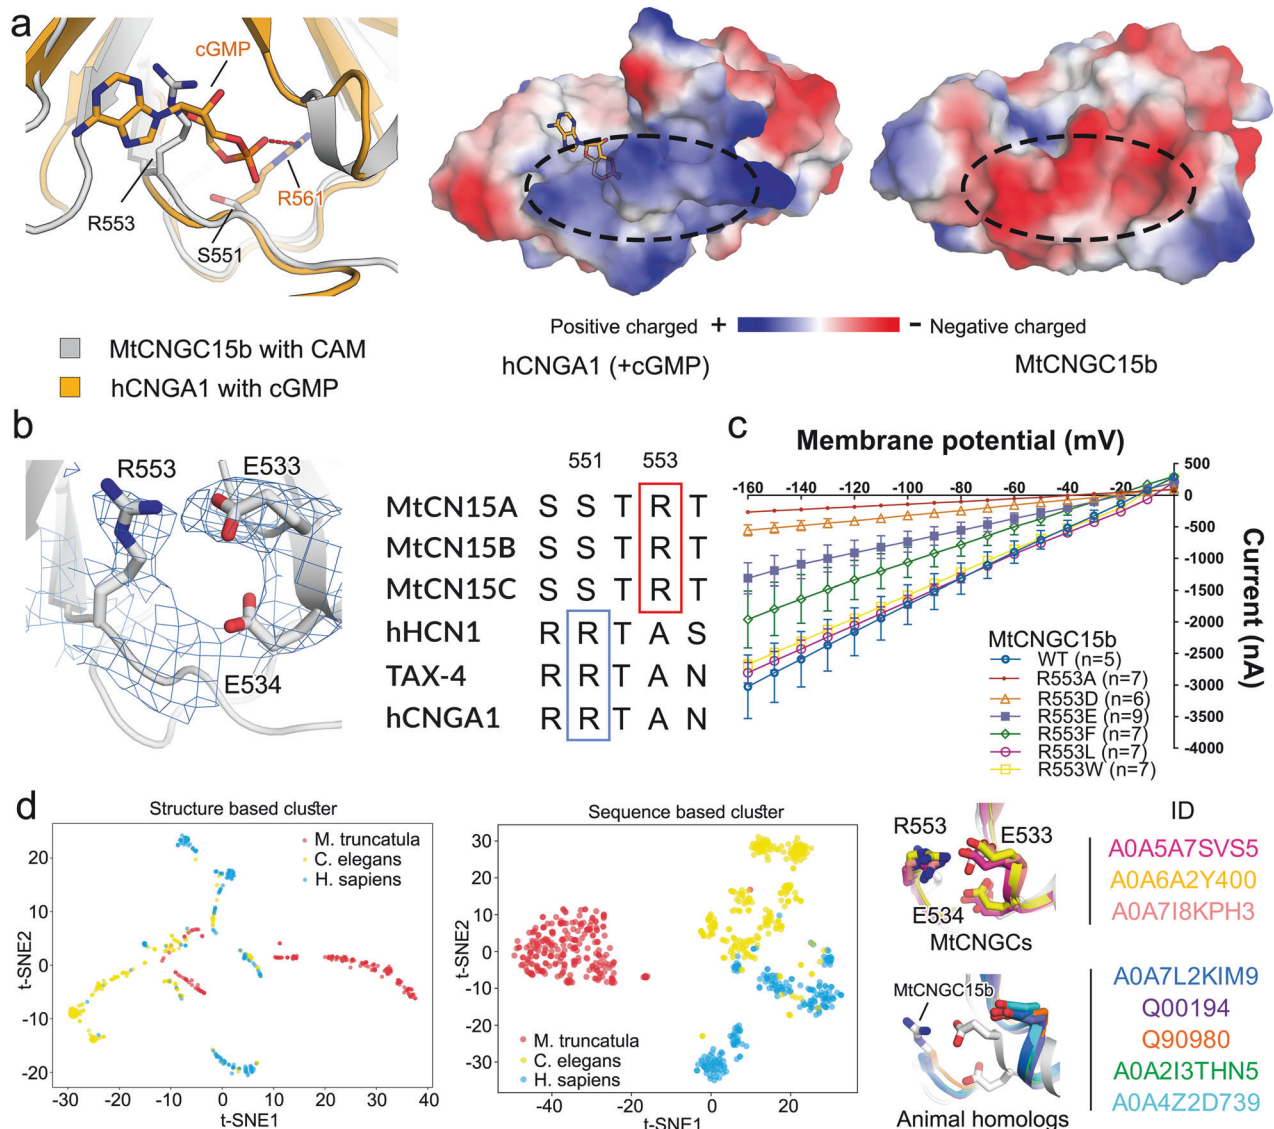 a
cGMP
R553
S551
R561
MtCNGC15b with CAM
hCNGA1 with cGMP
Positive charged + - Negative charged
hCNGA1 (+cGMP)
MtCNGC15b
b
R553
E533
E534
551 553
MtCN15A S S T R T
MtCN15B S S T R T
MtCN15C S S T R T
hHCN1 R R T A S
TAX-4 R R T A N
hCNGA1 R R T A N
c
Membrane potential (mV)
-160 -140 -120 -100 -80 -60 -40 -20
500
0
-500
-1000
-1500
-2000
-2500
-3000
-3500
-4000
Current (nA)
MtCNGC15b
WT (n=5)
R553A (n=7)
R553D (n=6)
R553E (n=9)
R553F (n=7)
R553L (n=7)
R553W (n=7)
d
Structure based cluster
M. truncatula
C. elegans
H. sapiens
20
10
0
-10
-20
t-SNE2
-30 -20 -10 0 10 20 30 40
t-SNE1
Sequence based cluster
30
20
10
0
-10
-20
-30
t-SNE2
M. truncatula
C. elegans
H. sapiens
-40 -20 0 20
t-SNE1
R553
E533
E534
MtCNGCs
MtCNGC15b
Animal homologs
ID
A0A5A7SVS5
A0A6A2Y400
A0A7I8KPH3
A0A7L2KIM9
Q00194
Q90980
A0A2I3THN5
A0A4Z2D739